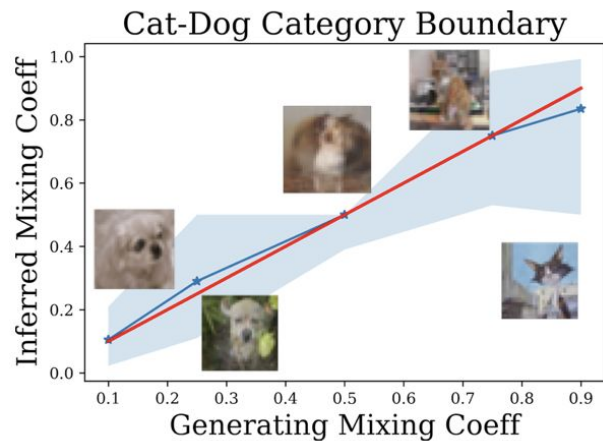 Cat-Dog Category Boundary
Inferred Mixing Coeff
1.0
0.8
0.6
0.4
0.2
0.0
0.1 0.2 0.3 0.4 0.5 0.6 0.7 0.8 0.9
Generating Mixing Coeff